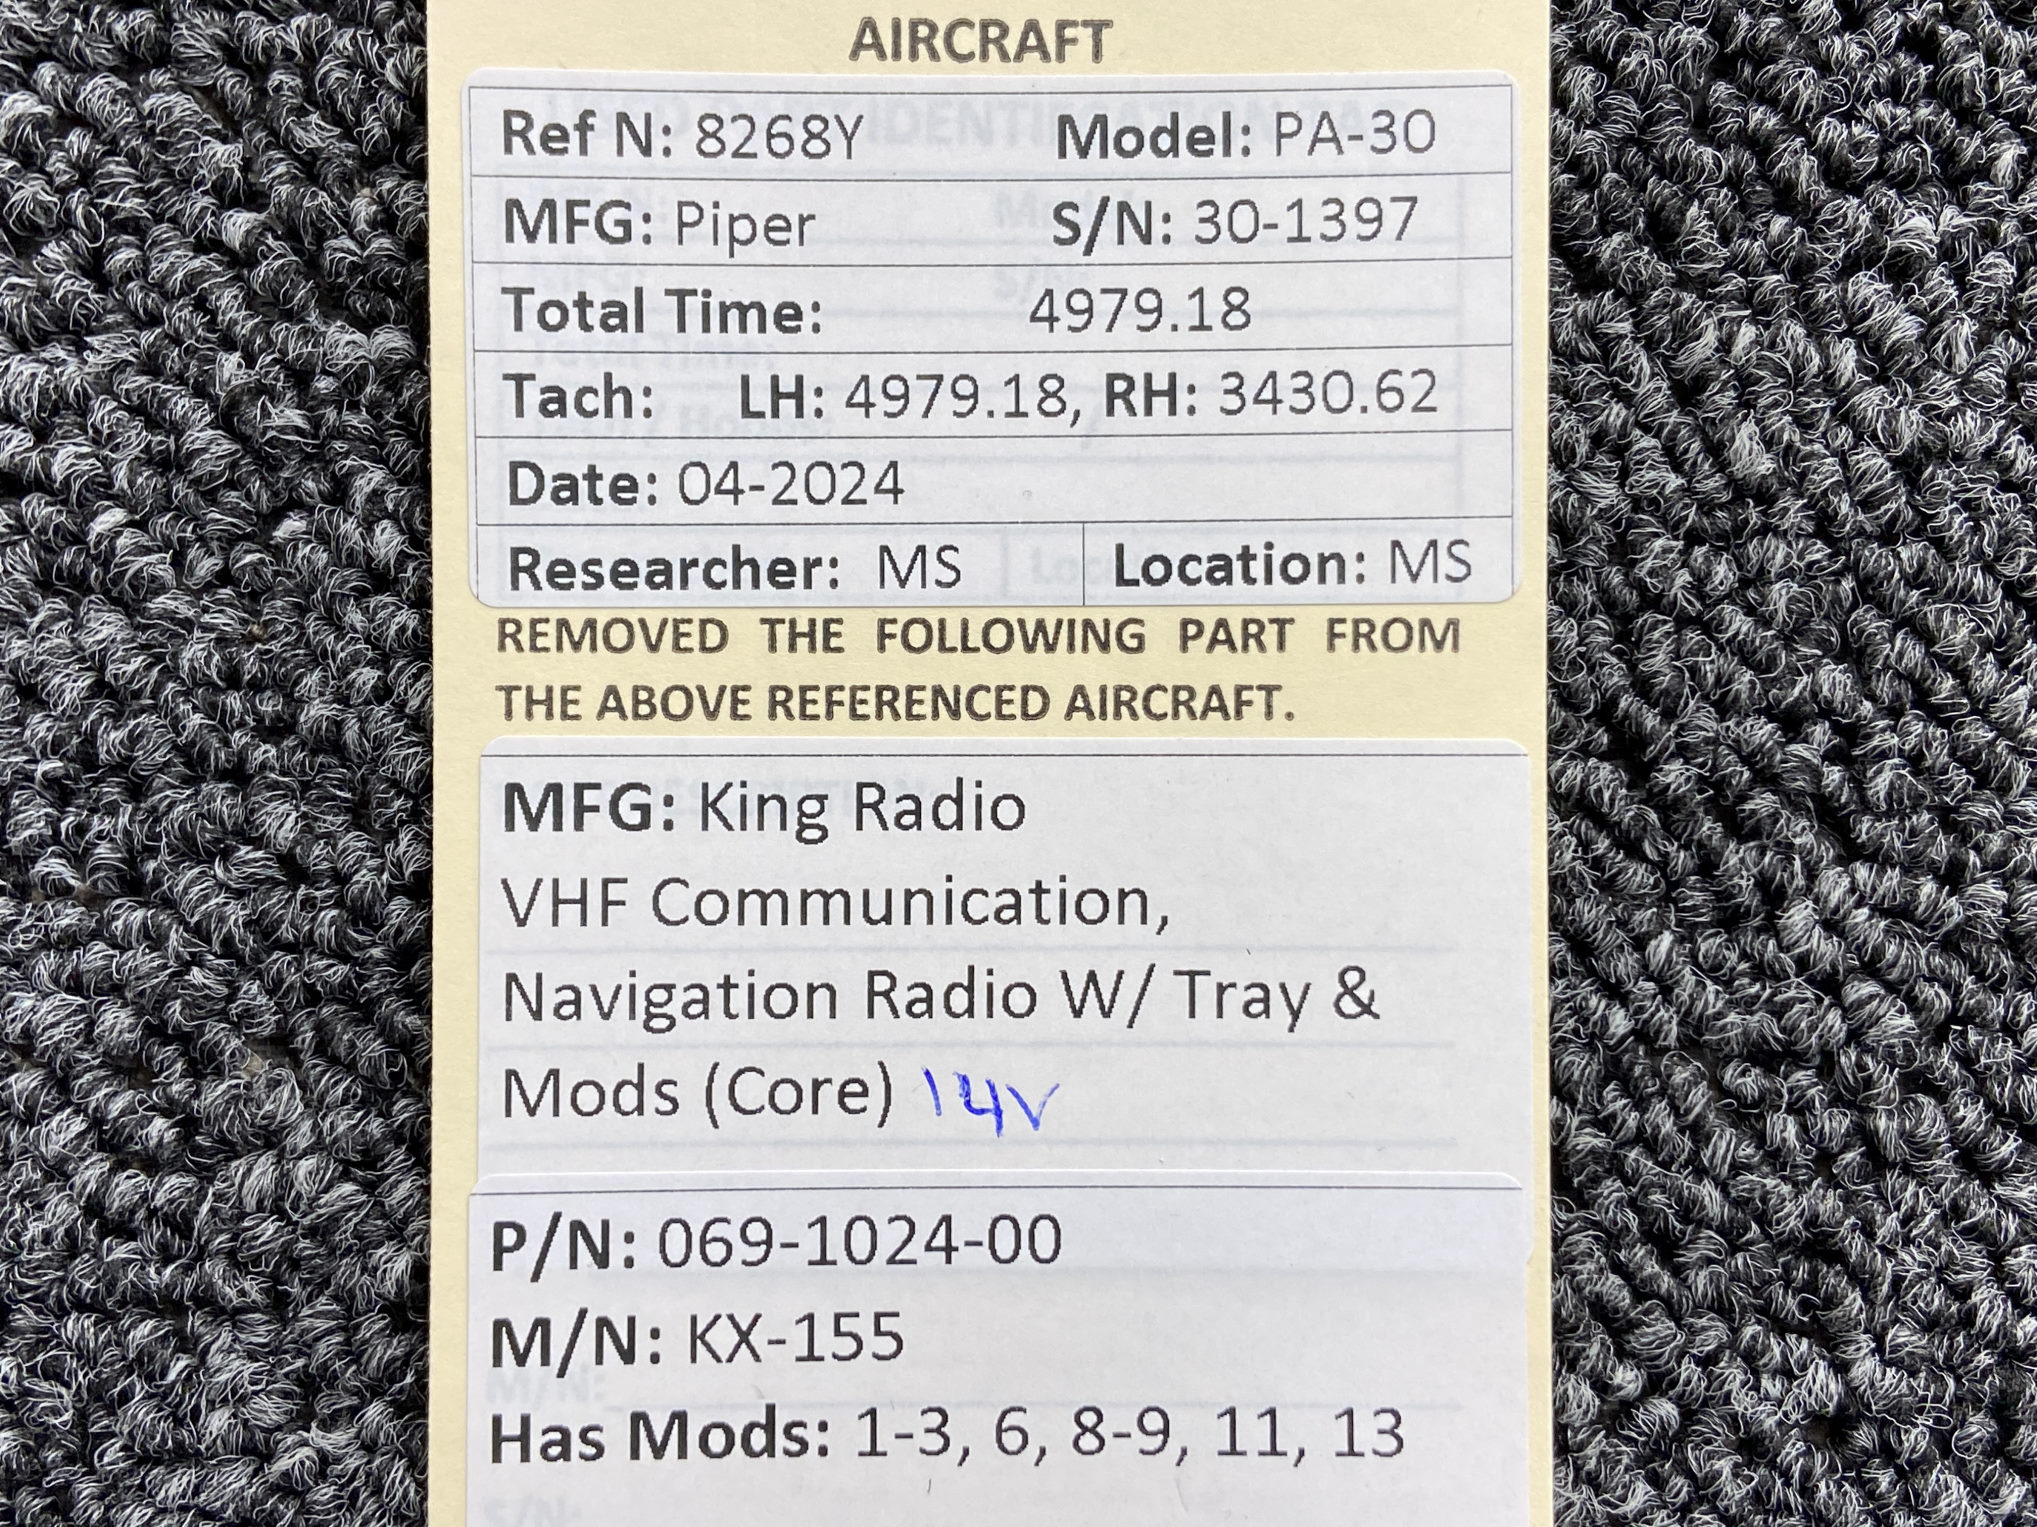 AIRCRAFT
Ref N: 8268Y Model: PA-30
MFG: Piper S/N: 30-1397
Total Time: 4979.18
Tach: LH: 4979.18, RH: 3430.62
Date: 04-2024
Researcher: MS Location: MS
REMOVED THE FOLLOWING PART FROM
THE ABOVE REFERENCED AIRCRAFT.
MFG: King Radio
VHF Communication,
Navigation Radio W/ Tray &
Mods (Core) 14V
P/N: 069-1024-00
M/N: KX-155
M/N:
Has Mods: 1-3, 6, 8-9, 11, 13
S/N: